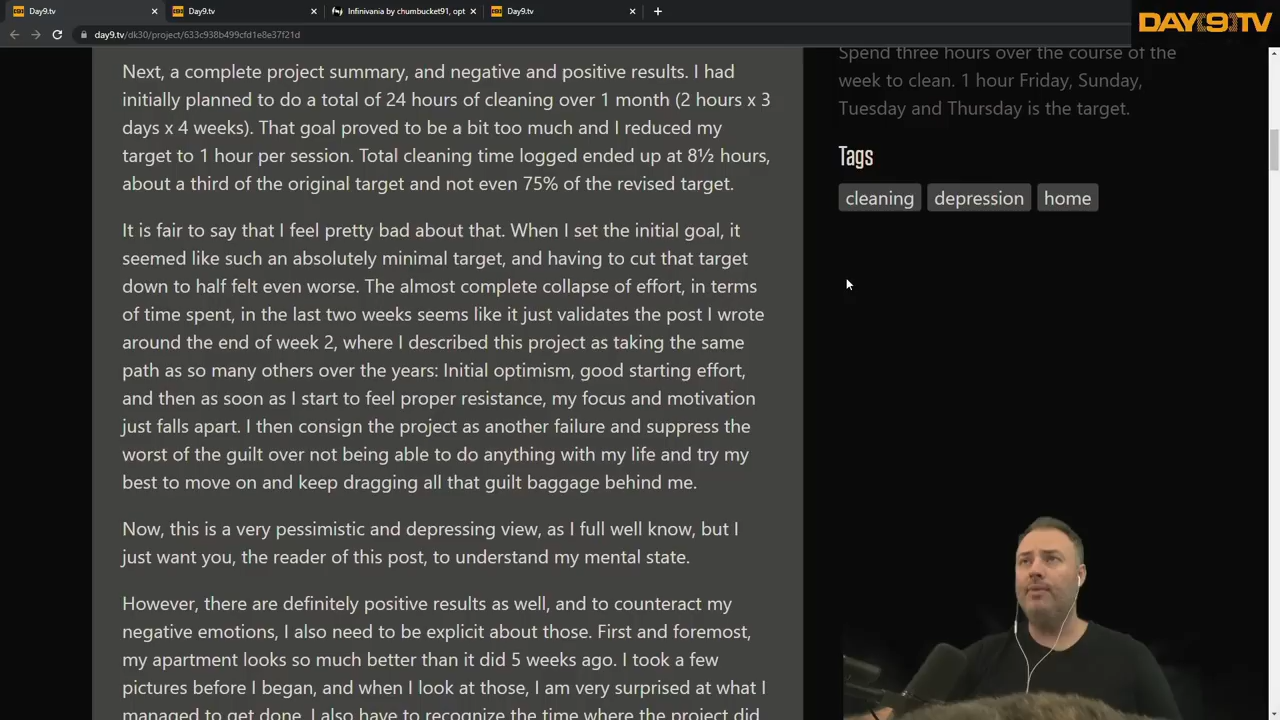 Day9.tv
Day9.tv
Infinivania by chumbucket91, opt
Day9.tv
DAY9.TV
day9.tv/dk30/project/633c938b499cfd1e8e37f21d
Next, a complete project summary, and negative and positive results. I had
initially planned to do a total of 24 hours of cleaning over 1 month (2 hours x 3
days x 4 weeks). That goal proved to be a bit too much and I reduced my
target to 1 hour per session. Total cleaning time logged ended up at 8½ hours,
about a third of the original target and not even 75% of the revised target.
It is fair to say that I feel pretty bad about that. When I set the initial goal, it
seemed like such an absolutely minimal target, and having to cut that target
down to half felt even worse. The almost complete collapse of effort, in terms
of time spent, in the last two weeks seems like it just validates the post I wrote
around the end of week 2, where I described this project as taking the same
path as so many others over the years: Initial optimism, good starting effort,
and then as soon as I start to feel proper resistance, my focus and motivation
just falls apart. I then consign the project as another failure and suppress the
worst of the guilt over not being able to do anything with my life and try my
best to move on and keep dragging all that guilt baggage behind me.
Now, this is a very pessimistic and depressing view, as I full well know, but I
just want you, the reader of this post, to understand my mental state.
However, there are definitely positive results as well, and to counteract my
negative emotions, I also need to be explicit about those. First and foremost,
my apartment looks so much better than it did 5 weeks ago. I took a few
pictures before I began, and when I look at those, I am very surprised at what I
managed to get done. I also have to recognize the time where the project did
Spend three hours over the course of the
week to clean. 1 hour Friday, Sunday,
Tuesday and Thursday is the target.
Tags
cleaning depression home